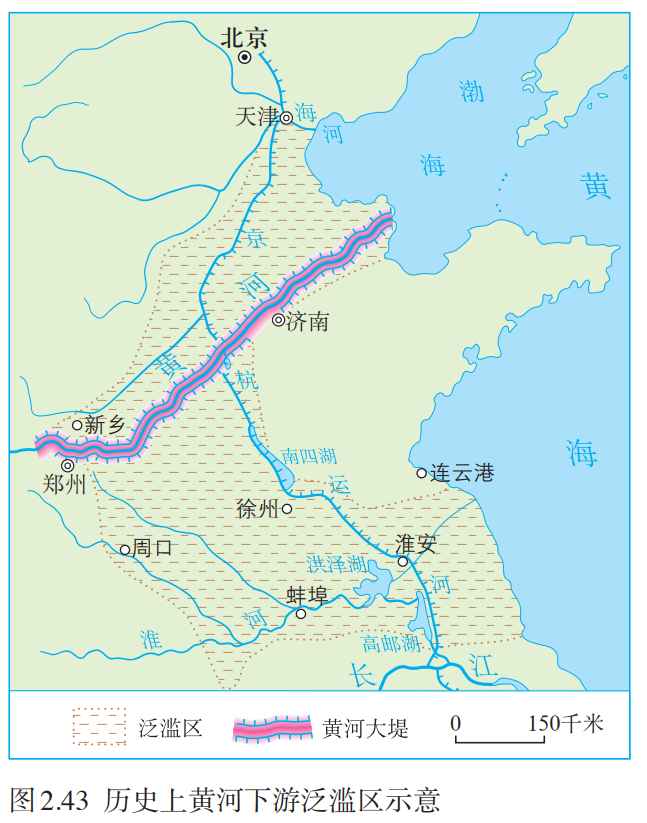 北京
天津
海
河
渤
海
黄
海
京
杭
运
河
黄
河
济南
新乡
郑州
南四湖
连云港
徐州
周口
淮安
洪泽湖
蚌埠
淮
河
高邮湖
长
江
泛滥区
黄河大堤
0 150千米
图2.43 历史上黄河下游泛滥区示意